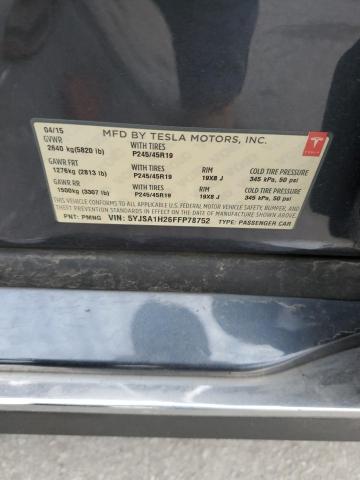 04/15 MFD BY TESLA MOTORS, INC.
GVWR WITH TIRES
2640 kg(5820 lb) P245/45R19
GAWR FRT WITH TIRES RIM COLD TIRE PRESSURE
1276kg (2813 lb) P245/45R19 19X8 J 345 kPa, 50 psi
GAWR RR WITH TIRES RIM COLD TIRE PRESSURE
1500kg (3307 lb) P245/45R19 19X8 J 345 kPa, 50 psi
THIS VEHICLE CONFORMS TO ALL APPLICABLE U.S. FEDERAL MOTOR VEHICLE SAFETY, BUMPER, AND
THEFT PREVENTION STANDARDS IN EFFECT ON THE DATE OF MANUFACTURE SHOWN ABOVE.
PNT: PMNG VIN: 5YJSA1H26FFP78752 TYPE: PASSENGER CAR